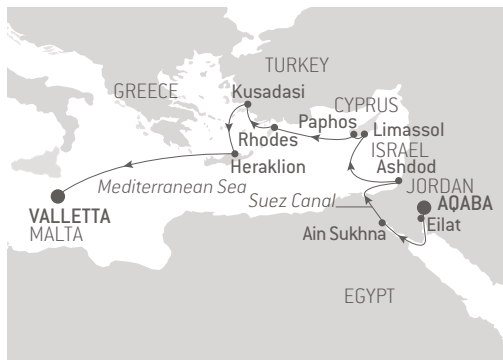 TURKEY
GREECE
Kusadasi
CYPRUS
Paphos
Limassol
Rhodes
ISRAEL
Heraklion
Ashdod
Mediterranean Sea
JORDAN
Suez Canal
AQABA
VALLETTA
MALTA
Eilat
Ain Sukhna
EGYPT